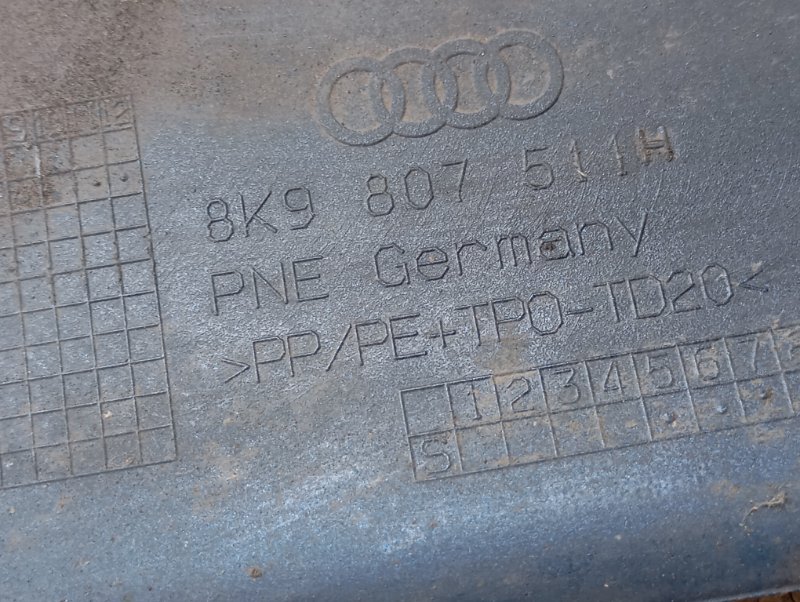 8K9 807 511H
PNE Germany
>PP/PE+TPO-TD20<
1 2 3 4 5 6 7
S